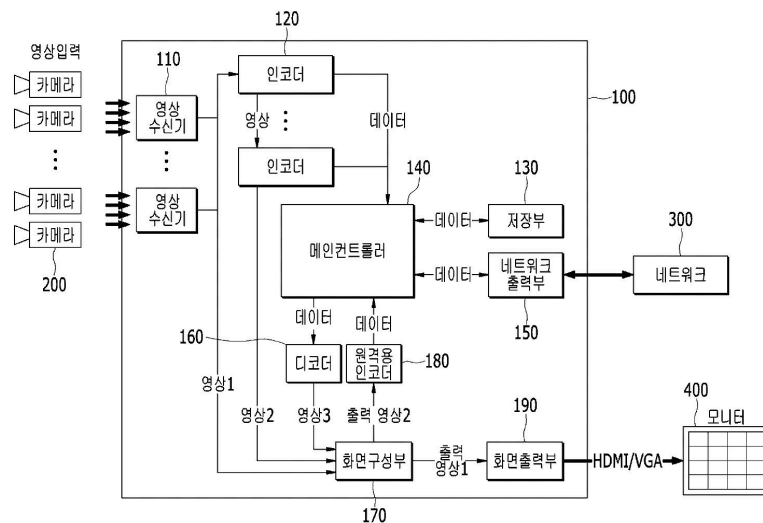 영상입력
카메라
카메라
카메라
카메라
200
110
영상
수신기
영상
수신기
120
인코더
영상
데이터
인코더
100
140
메인컨트롤러
데이터
130
저장부
데이터
네트워크
출력부
150
300
네트워크
데이터
데이터
160
디코더
원격용
인코더
180
영상1
영상2
영상3
출력 영상2
화면구성부
170
출력
영상1
190
화면출력부
HDMI/VGA
400
모니터